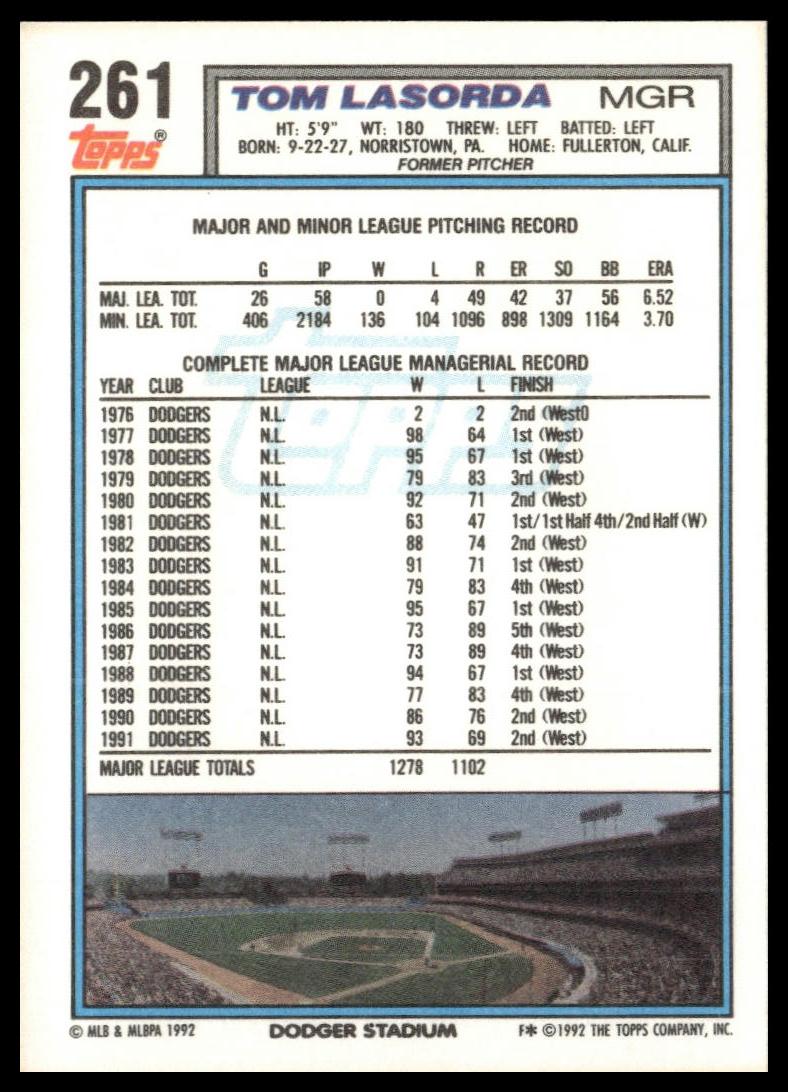 261
Topps®
TOM LASORDA MGR
HT: 5'9" WT: 180 THREW: LEFT BATTED: LEFT
BORN: 9-22-27, NORRISTOWN, PA. HOME: FULLERTON, CALIF.
FORMER PITCHER
MAJOR AND MINOR LEAGUE PITCHING RECORD
G IP W L R ER SO BB ERA
MAJ. LEA. TOT. 26 58 0 4 49 42 37 56 6.52
MIN. LEA. TOT. 406 2184 136 104 1096 898 1309 1164 3.70
Topps
COMPLETE MAJOR LEAGUE MANAGERIAL RECORD
YEAR CLUB LEAGUE W L FINISH
1976 DODGERS N.L. 2 2 2nd (West0
1977 DODGERS N.L. 98 64 1st (West)
1978 DODGERS N.L. 95 67 1st (West)
1979 DODGERS N.L. 79 83 3rd (West)
1980 DODGERS N.L. 92 71 2nd (West)
1981 DODGERS N.L. 63 47 1st/1st Half 4th/2nd Half (W)
1982 DODGERS N.L. 88 74 2nd (West)
1983 DODGERS N.L. 91 71 1st (West)
1984 DODGERS N.L. 79 83 4th (West)
1985 DODGERS N.L. 95 67 1st (West)
1986 DODGERS N.L. 73 89 5th (West)
1987 DODGERS N.L. 73 89 4th (West)
1988 DODGERS N.L. 94 67 1st (West)
1989 DODGERS N.L. 77 83 4th (West)
1990 DODGERS N.L. 86 76 2nd (West)
1991 DODGERS N.L. 93 69 2nd (West)
MAJOR LEAGUE TOTALS 1278 1102
© MLB & MLBPA 1992 DODGER STADIUM F* ©1992 THE TOPPS COMPANY, INC.